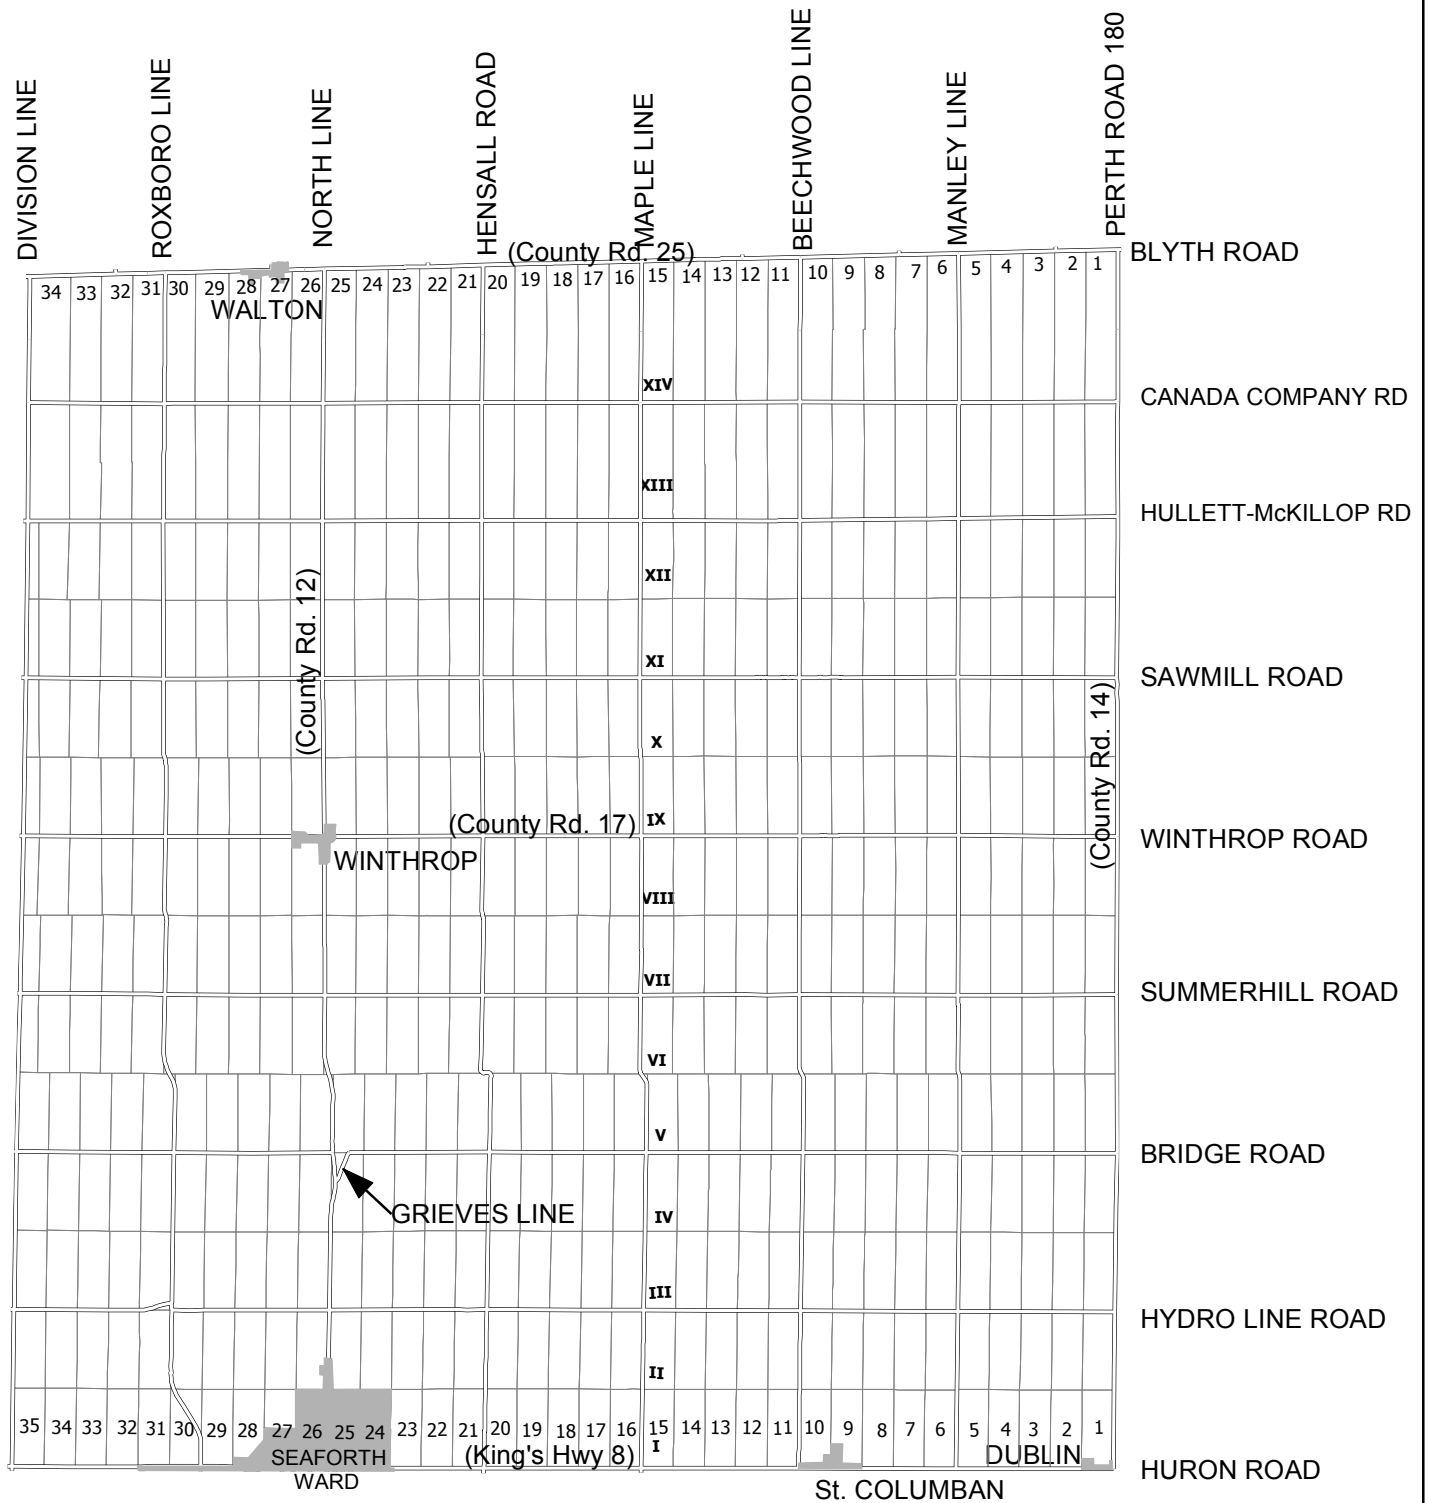 DIVISION LINE
ROXBORO LINE
NORTH LINE
HENSALL ROAD
MAPLE LINE
BEECHWOOD LINE
MANLEY LINE
PERTH ROAD 180
(County Rd. 25)
BLYTH ROAD
34 33 32 31 30 29 28 27 26 25 24 23 22 21 20 19 18 17 16 15 14 13 12 11 10 9 8 7 6 5 4 3 2 1
WALTON
XIV
CANADA COMPANY RD
XIII
HULLETT-McKILLOP RD
XII
(County Rd. 12)
XI
SAWMILL ROAD
X
(County Rd. 14)
(County Rd. 17)
IX
WINTHROP ROAD
WINTHROP
VIII
VII
SUMMERHILL ROAD
VI
V
BRIDGE ROAD
GRIEVES LINE
IV
III
HYDRO LINE ROAD
II
35 34 33 32 31 30 29 28 27 26 25 24 23 22 21 20 19 18 17 16 15 14 13 12 11 10 9 8 7 6 5 4 3 2 1
I
SEAFORTH
WARD
(King's Hwy 8)
DUBLIN
HURON ROAD
St. COLUMBAN